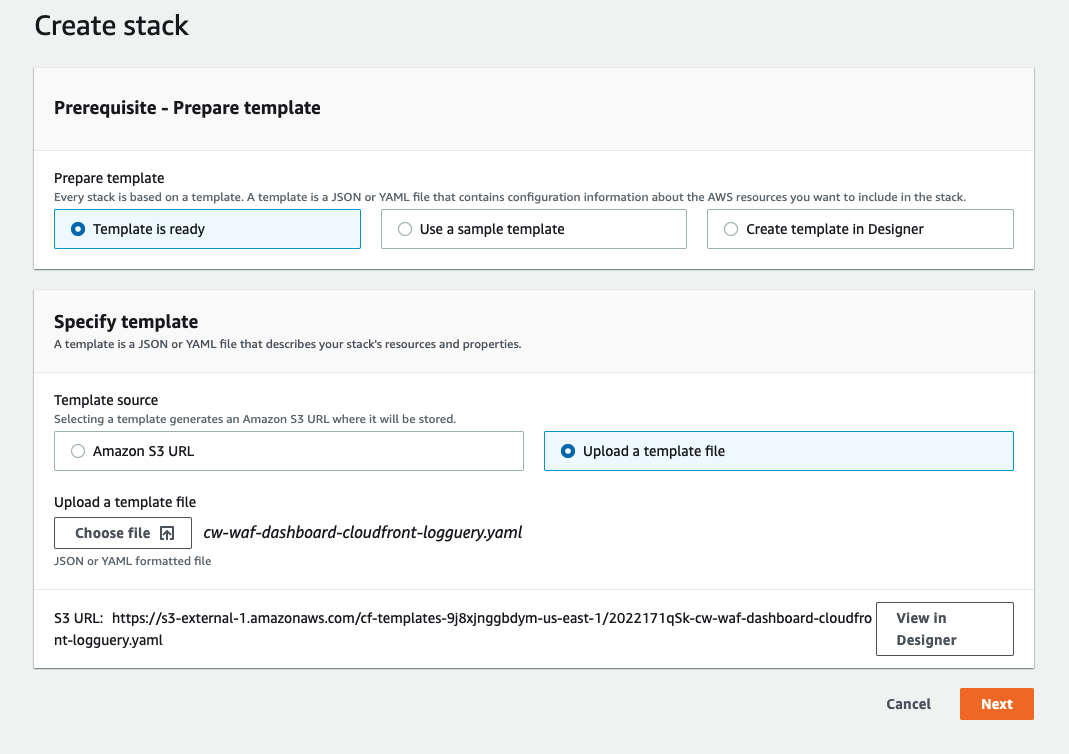 Create stack
Prerequisite - Prepare template
Prepare template
Every stack is based on a template. A template is a JSON or YAML file that contains configuration information about the AWS resources you want to include in the stack.
Template is ready
Use a sample template
Create template in Designer
Specify template
A template is a JSON or YAML file that describes your stack's resources and properties.
Template source
Selecting a template generates an Amazon S3 URL where it will be stored.
Amazon S3 URL
Upload a template file
Upload a template file
Choose file
cw-waf-dashboard-cloudfront-logguery.yaml
JSON or YAML formatted file
S3 URL: https://s3-external-1.amazonaws.com/cf-templates-9j8xjnggbdym-us-east-1/2022171qSk-cw-waf-dashboard-cloudfro
nt-logguery.yaml
View in
Designer
Cancel
Next